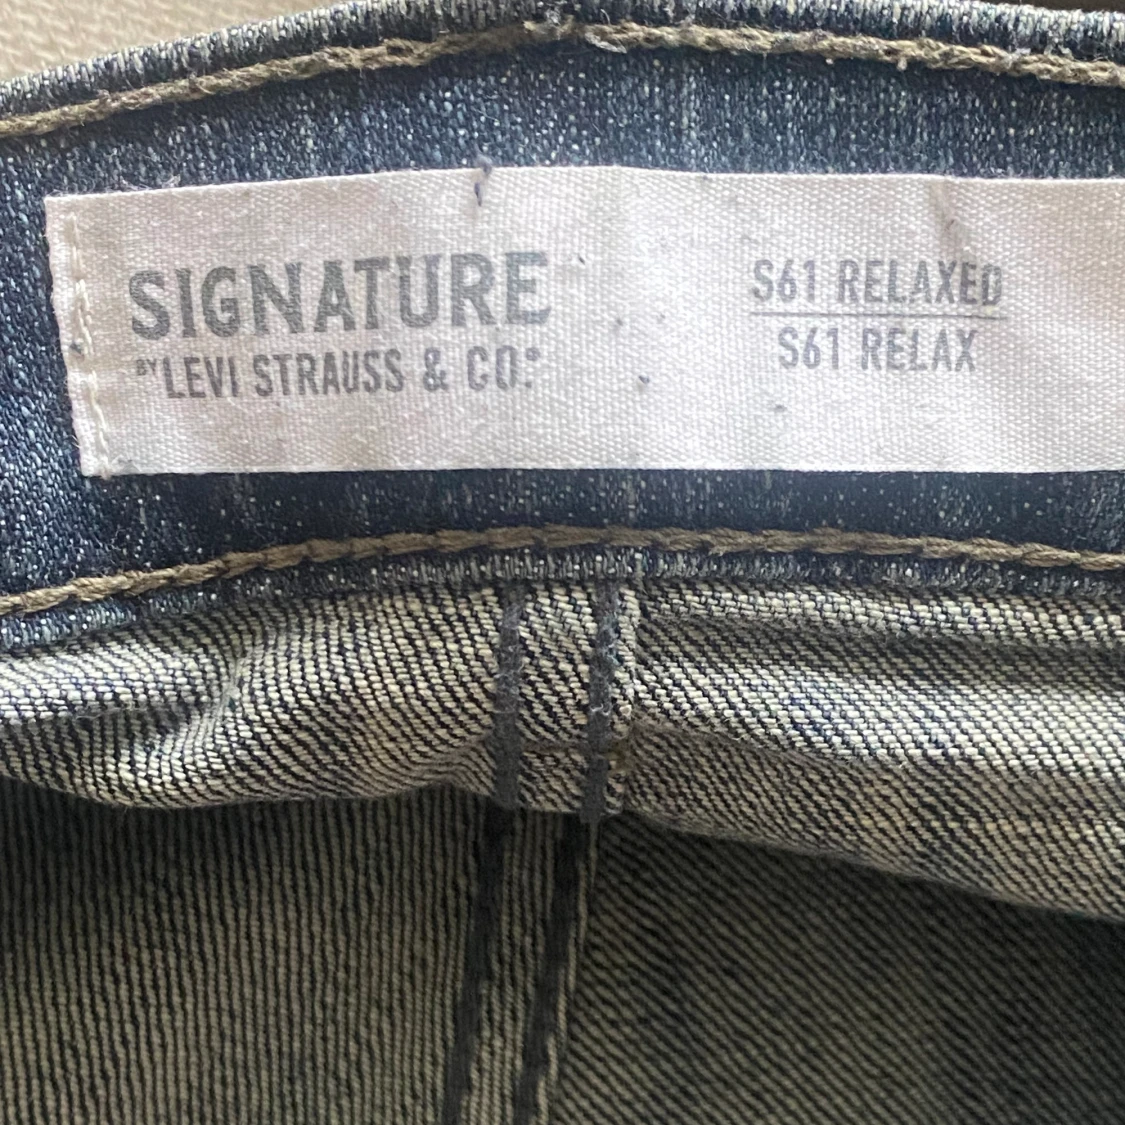 SIGNATURE
BY LEVI STRAUSS & CO.®
S61 RELAXED
S61 RELAX